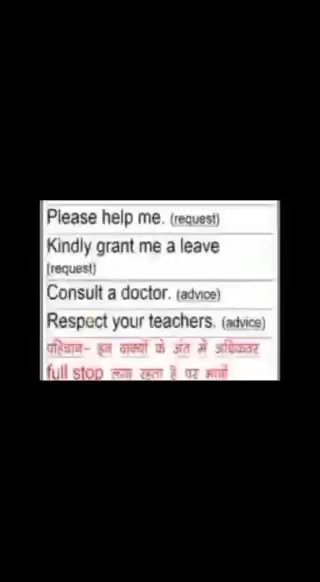 Please help me. (request)
Kindly grant me a leave
(request)
Consult a doctor. (advice)
Respect your teachers. (advice)
पहिचान- इन वाक्यों के अंत में अधिकतर
full stop लगा रहता है पर भावों